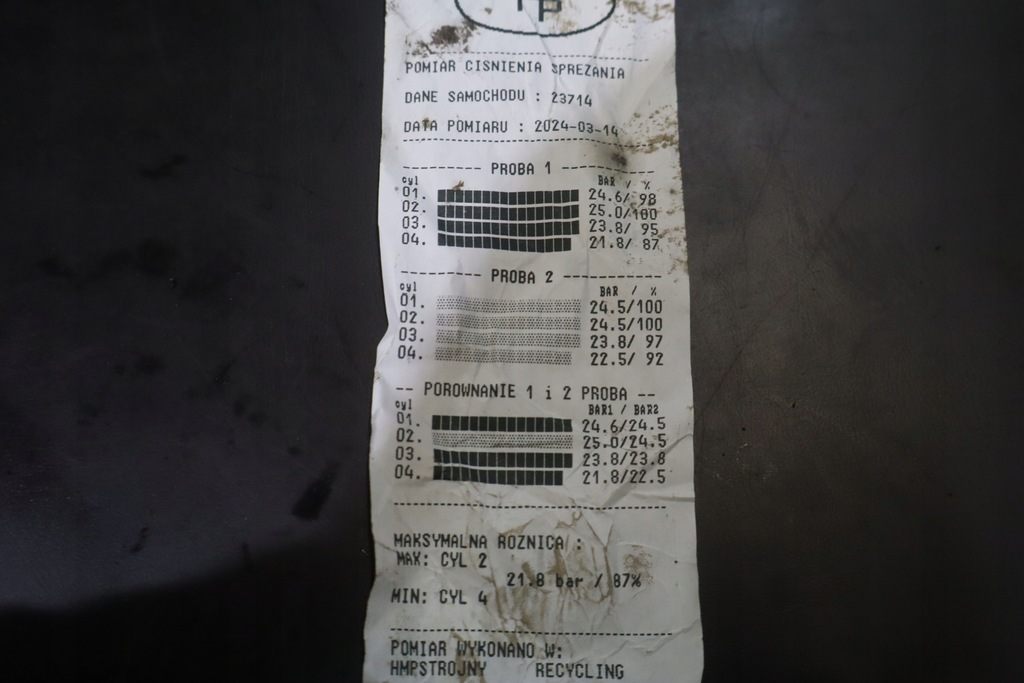 TP
POMIAR CISNIENIA SPREZANIA
DANE SAMOCHODU : 23714
DATA POMIARU : 2024-03-14
---------- PROBA 1 ----------
cyl BAR / %
01. 24.6/ 98
02. 25.0/100
03. 23.8/ 95
04. 21.8/ 87
---------- PROBA 2 ----------
cyl BAR / %
01. 24.5/100
02. 24.5/100
03. 23.8/ 97
04. 22.5/ 92
-- POROWNANIE 1 i 2 PROBA --
cyl BAR1 / BAR2
01. 24.6/24.5
02. 25.0/24.5
03. 23.8/23.8
04. 21.8/22.5
MAKSYMALNA ROZNICA :
MAX: CYL 2
21.8 bar / 87%
MIN: CYL 4
POMIAR WYKONANO W:
HMPSTROJNY RECYCLING